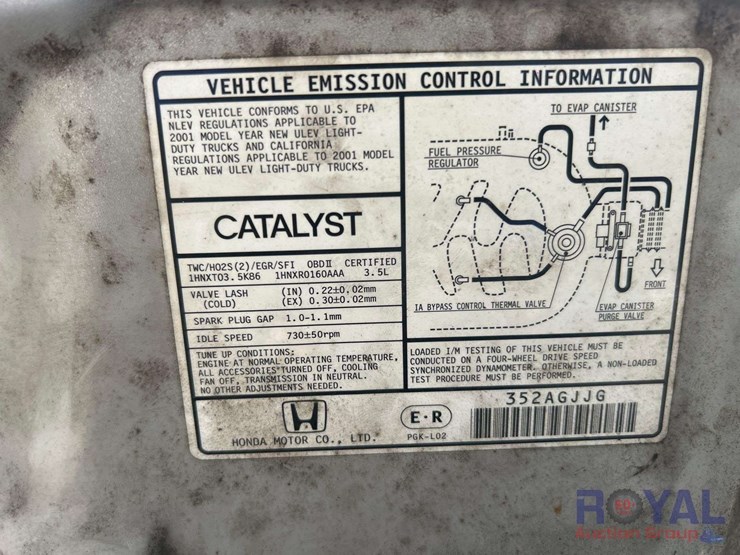 VEHICLE EMISSION CONTROL INFORMATION
THIS VEHICLE CONFORMS TO U.S. EPA
NLEV REGULATIONS APPLICABLE TO
2001 MODEL YEAR NEW ULEV LIGHT-
DUTY TRUCKS AND CALIFORNIA
REGULATIONS APPLICABLE TO 2001 MODEL
YEAR NEW ULEV LIGHT-DUTY TRUCKS.
CATALYST
TWC/HO2S(2)/EGR/SFI OBDⅡ CERTIFIED
1HNXT03.5K86 1HNXR0160AAA 3.5L
VALVE LASH (IN) 0.22±0.02mm
(COLD) (EX) 0.30±0.02mm
SPARK PLUG GAP 1.0-1.1mm
IDLE SPEED 730±50rpm
TUNE UP CONDITIONS:
ENGINE AT NORMAL OPERATING TEMPERATURE,
ALL ACCESSORIES TURNED OFF, COOLING
FAN OFF, TRANSMISSION IN NEUTRAL.
NO OTHER ADJUSTMENTS NEEDED.
TO EVAP CANISTER
FUEL PRESSURE
REGULATOR
FRONT
IA BYPASS CONTROL THERMAL VALVE
EVAP CANISTER
PURGE VALVE
LOADED I/M TESTING OF THIS VEHICLE MUST BE
CONDUCTED ON A FOUR-WHEEL DRIVE SPEED
SYNCHRONIZED DYNAMOMETER. OTHERWISE, A NON-LOADED
TEST PROCEDURE MUST BE PERFORMED.
HONDA MOTOR CO., LTD.
E·R
PGK-L02
352AGJJG
ROYAL
Auction Group